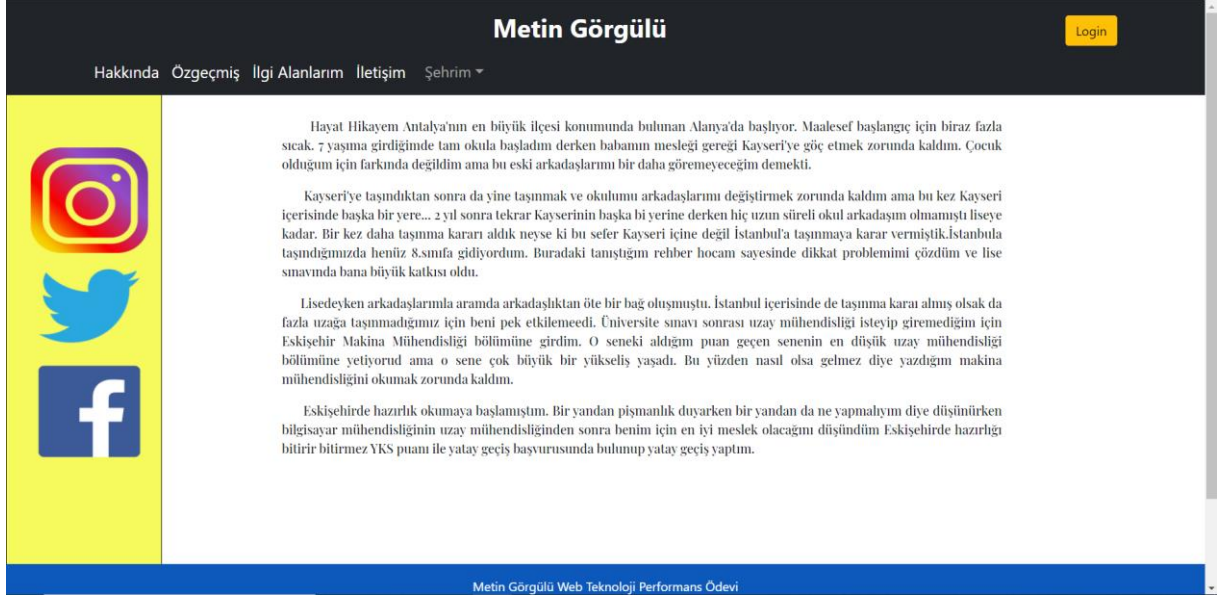 Metin Görgülü
Login
Hakkında Özgeçmiş İlgi Alanlarım İletişim Şehrim
Hayat Hikayem Antalya'nın en büyük ilçesi konumunda bulunan Alanya'da başlıyor. Maalesef başlangıç için biraz fazla
sıcak. 7 yaşıma girdiğimde tam okula başladım derken babamın mesleği gereği Kayseri'ye göç etmek zorunda kaldım. Çocuk
olduğum için farkında değildim ama bu eski arkadaşlarımı bir daha göremeyeceğim demekti.
Kayseri'ye taşındıktan sonra da yine taşınmak ve okulumu arkadaşlarımı değiştirmek zorunda kaldım ama bu kez Kayseri
içerisinde başka bir yere... 2 yıl sonra tekrar Kayserinin başka bi yerine derken hiç uzun süreli okul arkadaşım olmamıştı liseye
kadar. Bir kez daha taşınma kararı aldık neyse ki bu sefer Kayseri içine değil İstanbul'a taşınmaya karar vermiştik.İstanbula
taşındığımızda henüz 8.sınıfa gidiyordum. Buradaki tanıştığım rehber hocam sayesinde dikkat problemimi çözdüm ve lise
sınavında bana büyük katkısı oldu.
Lisedeyken arkadaşlarımla aramda arkadaşlıktan öte bir bağ oluşmuştu. İstanbul içerisinde de taşınma karaı almış olsak da
fazla uzağa taşınmadığımız için beni pek etkilemeedi. Üniversite sınavı sonrası uzay mühendisliği isteyip giremediğim için
Eskişehir Makina Mühendisliği bölümüne girdim. O seneki aldığım puan geçen senenin en düşük uzay mühendisliği
bölümüne yetiyorud ama o sene çok büyük bir yükseliş yaşadı. Bu yüzden nasıl olsa gelmez diye yazdığım makina
mühendisliğini okumak zorunda kaldım.
Eskişehirde hazırlık okumaya başlamıştım. Bir yandan pişmanlık duyarken bir yandan da ne yapmalıyım diye düşünürken
bilgisayar mühendisliğinin uzay mühendisliğinden sonra benim için en iyi meslek olacağını düşündüm Eskişehirde hazırlığı
bitirir bitirmez YKS puanı ile yatay geçiş başvurusunda bulunup yatay geçiş yaptım.
Metin Görgülü Web Teknoloji Performans Ödevi